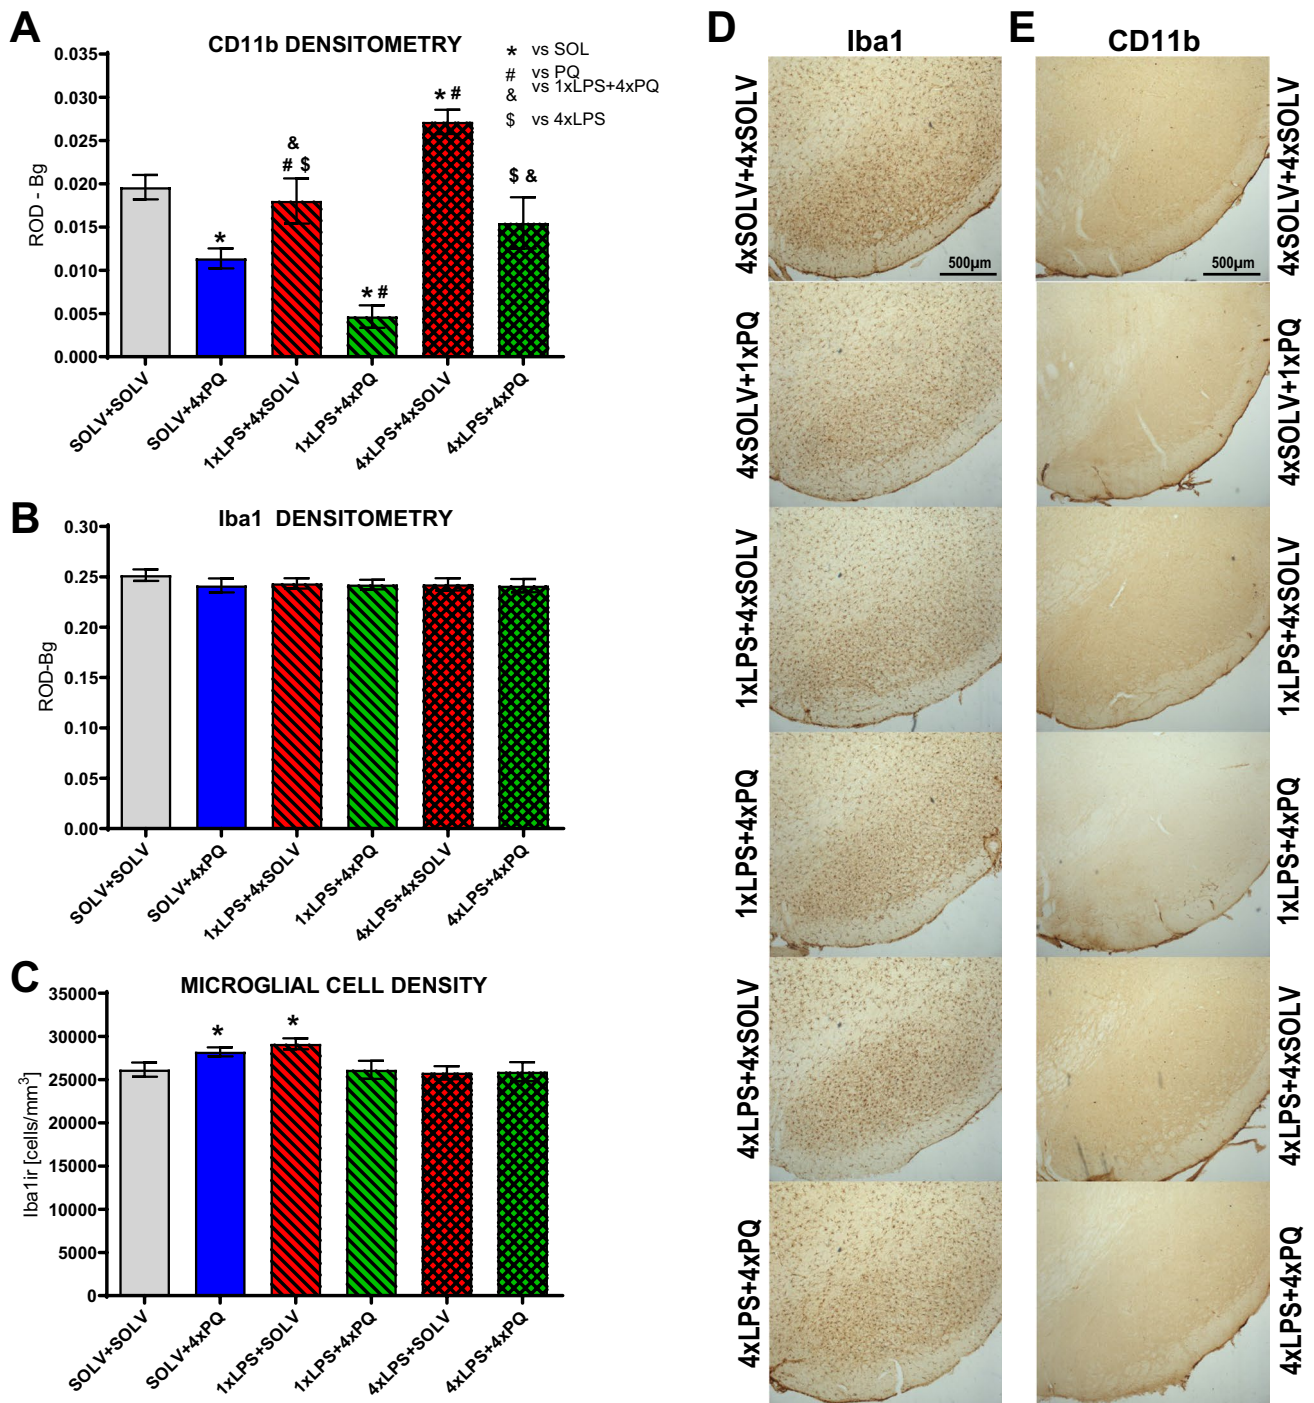 A
CD11b DENSITOMETRY
* vs SOL
# vs PQ
& vs 1xLPS+4xPQ
$ vs 4xLPS
ROD - Bg
0.035
0.030
0.025
0.020
0.015
0.010
0.005
0.000
*
&
# $
* #
* #
$ &
SOLV+SOLV
SOLV+4xPQ
1xLPS+4xSOLV
1xLPS+4xPQ
4xLPS+4xSOLV
4xLPS+4xPQ
B
Iba1 DENSITOMETRY
ROD-Bg
0.30
0.25
0.20
0.15
0.10
0.05
0.00
SOLV+SOLV
SOLV+4xPQ
1xLPS+4xSOLV
1xLPS+4xPQ
4xLPS+4xSOLV
4xLPS+4xPQ
C
MICROGLIAL CELL DENSITY
Iba1ir [cells/mm³]
35000
30000
25000
20000
15000
10000
5000
0
*
*
SOLV+SOLV
SOLV+4xPQ
1xLPS+SOLV
1xLPS+4xPQ
4xLPS+SOLV
4xLPS+4xPQ
D
Iba1
4xSOLV+4xSOLV
500µm
4xSOLV+1xPQ
1xLPS+4xSOLV
1xLPS+4xPQ
4xLPS+4xSOLV
4xLPS+4xPQ
E
CD11b
500µm
4xSOLV+4xSOLV
4xSOLV+1xPQ
1xLPS+4xSOLV
1xLPS+4xPQ
4xLPS+4xSOLV
4xLPS+4xPQ